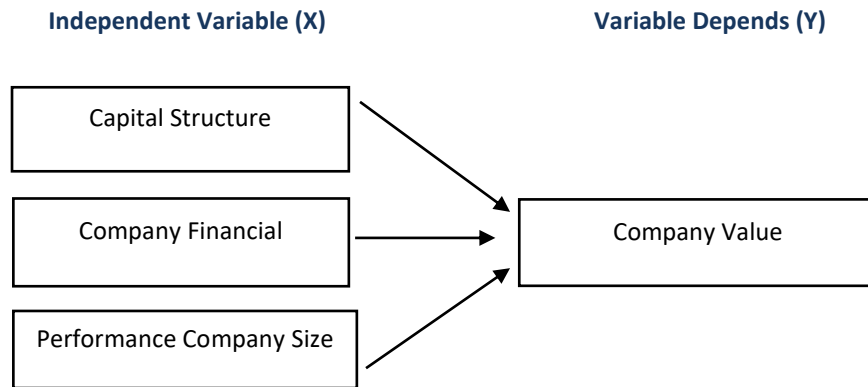 Independent Variable (X)
Variable Depends (Y)
Capital Structure
Company Financial
Company Value
Performance Company Size